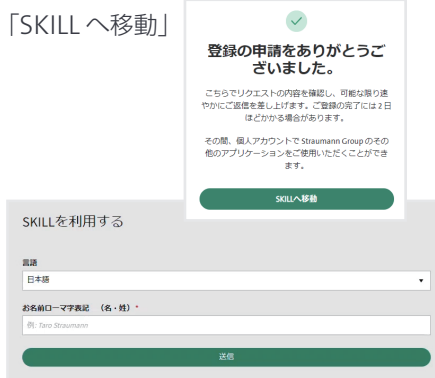 「SKILL へ移動」
登録の申請をありがとうご
ざいました。
こちらでリクエストの内容を確認し、可能な限り速
やかにご返信を差し上げます。ご登録の完了には2日
ほどかかる場合があります。
その間、個人アカウントで Straumann Group のその
他のアプリケーションをご使用いただくことができ
ます。
SKILLへ移動
SKILLを利用する
言語
日本語
お名前ローマ字表記 （名・姓）*
例: Taro Straumann
送信